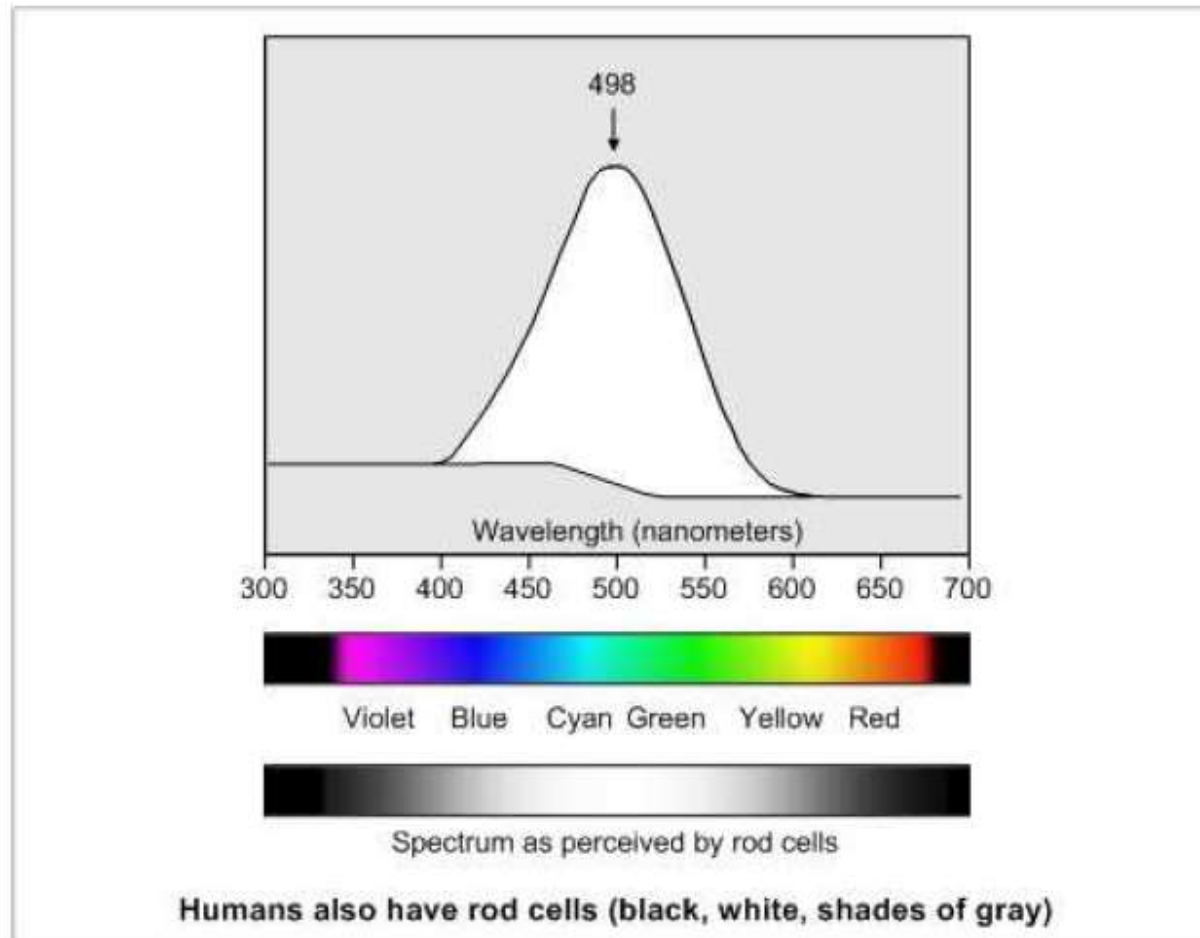 498
Wavelength (nanometers)
300 350 400 450 500 550 600 650 700
Violet Blue Cyan Green Yellow Red
Spectrum as perceived by rod cells
Humans also have rod cells (black, white, shades of gray)